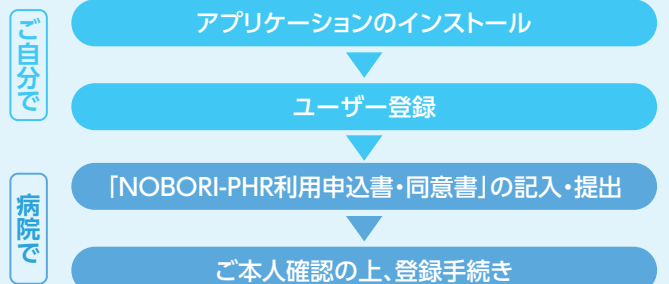 ご自分で
アプリケーションのインストール
ユーザー登録
病院で
「NOBORI-PHR利用申込書・同意書」の記入・提出
ご本人確認の上、登録手続き